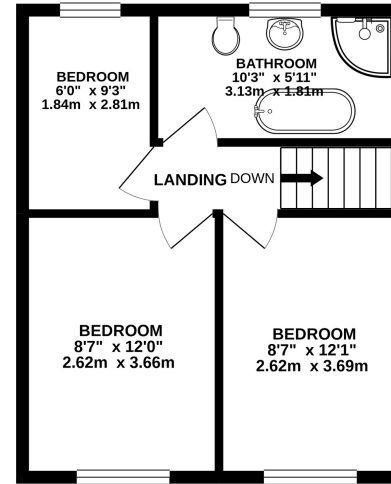 BEDROOM
6'0" x 9'3"
1.84m x 2.81m
BATHROOM
10'3" x 5'11"
3.13m x 1.81m
LANDING DOWN
BEDROOM
8'7" x 12'0"
2.62m x 3.66m
BEDROOM
8'7" x 12'1"
2.62m x 3.69m